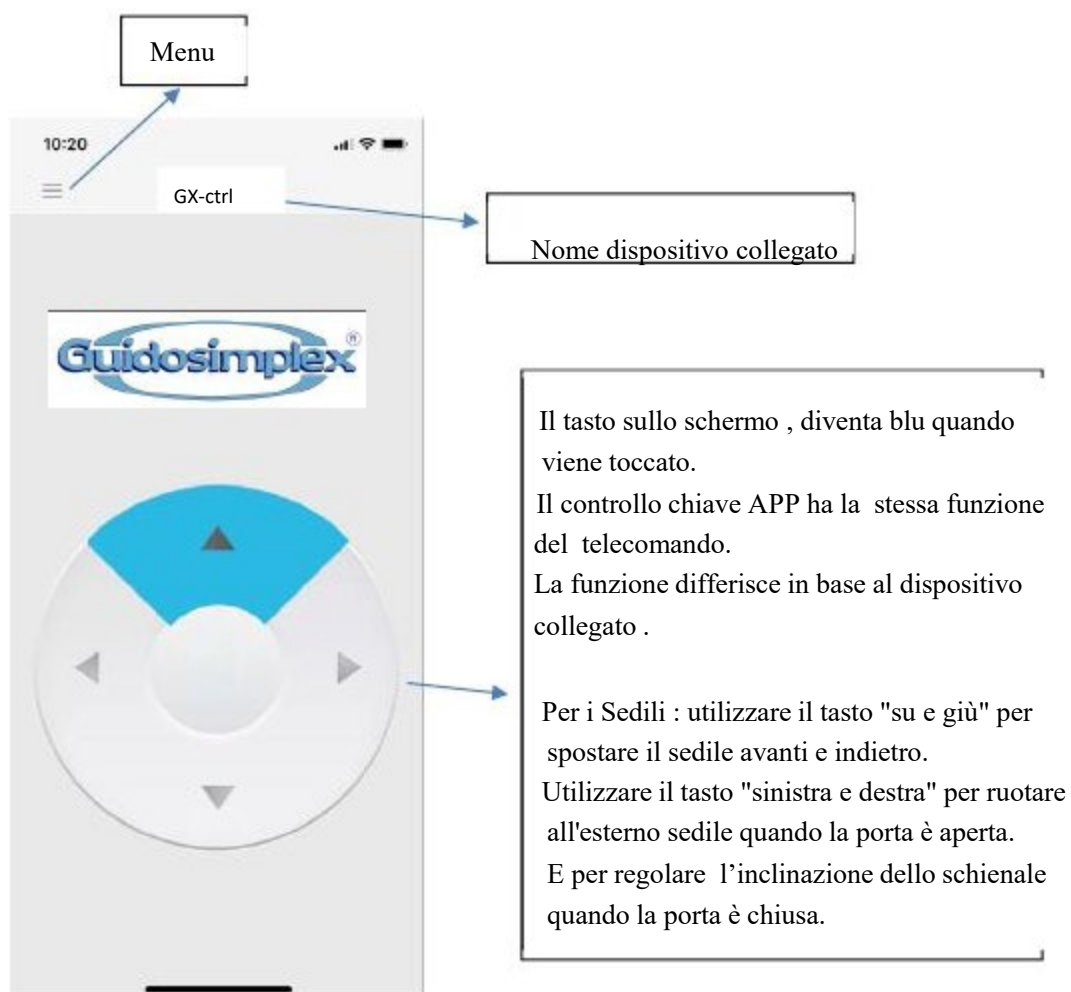 Menu
10:20
GX-ctrl
Nome dispositivo collegato
Guidosimplex®
Il tasto sullo schermo , diventa blu quando
viene toccato.
Il controllo chiave APP ha la stessa funzione
del telecomando.
La funzione differisce in base al dispositivo
collegato .
Per i Sedili : utilizzare il tasto "su e giù" per
spostare il sedile avanti e indietro.
Utilizzare il tasto "sinistra e destra" per ruotare
all'esterno sedile quando la porta è aperta.
E per regolare l’inclinazione dello schienale
quando la porta è chiusa.